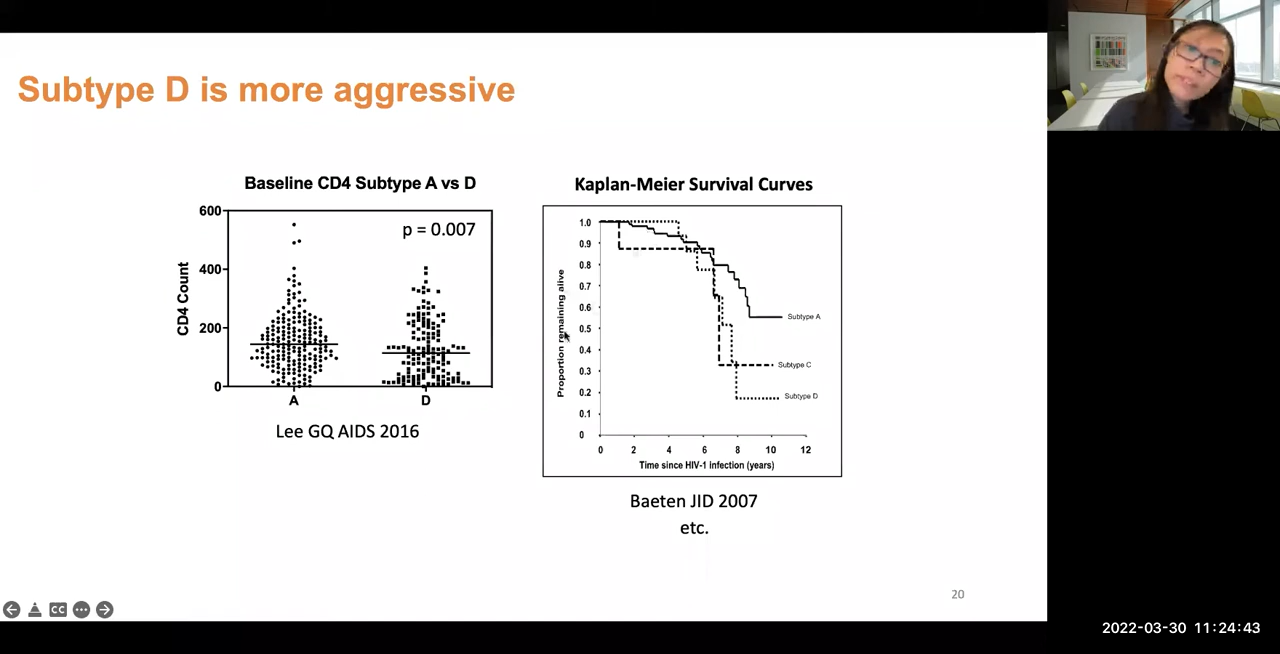 Subtype D is more aggressive
Baseline CD4 Subtype A vs D
600
400
200
0
CD4 Count
p = 0.007
A
D
Lee GQ AIDS 2016
Kaplan-Meier Survival Curves
1.0
0.9
0.8
0.7
0.6
0.5
0.4
0.3
0.2
0.1
0
Proportion remaining alive
Subtype A
Subtype C
Subtype D
0 2 4 6 8 10 12
Time since HIV-1 infection (years)
Baeten JID 2007
etc.
20
CC
2022-03-30 11:24:43